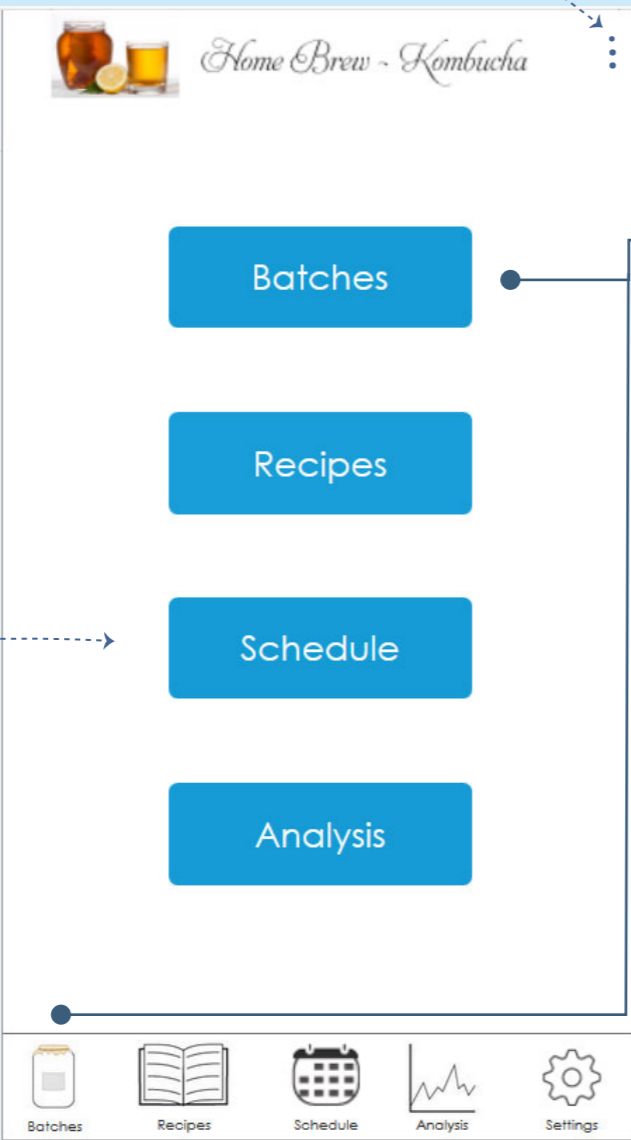 Home Brew ~ Kombucha
Batches
Recipes
Schedule
Analysis
Batches Recipes Schedule Analysis Settings